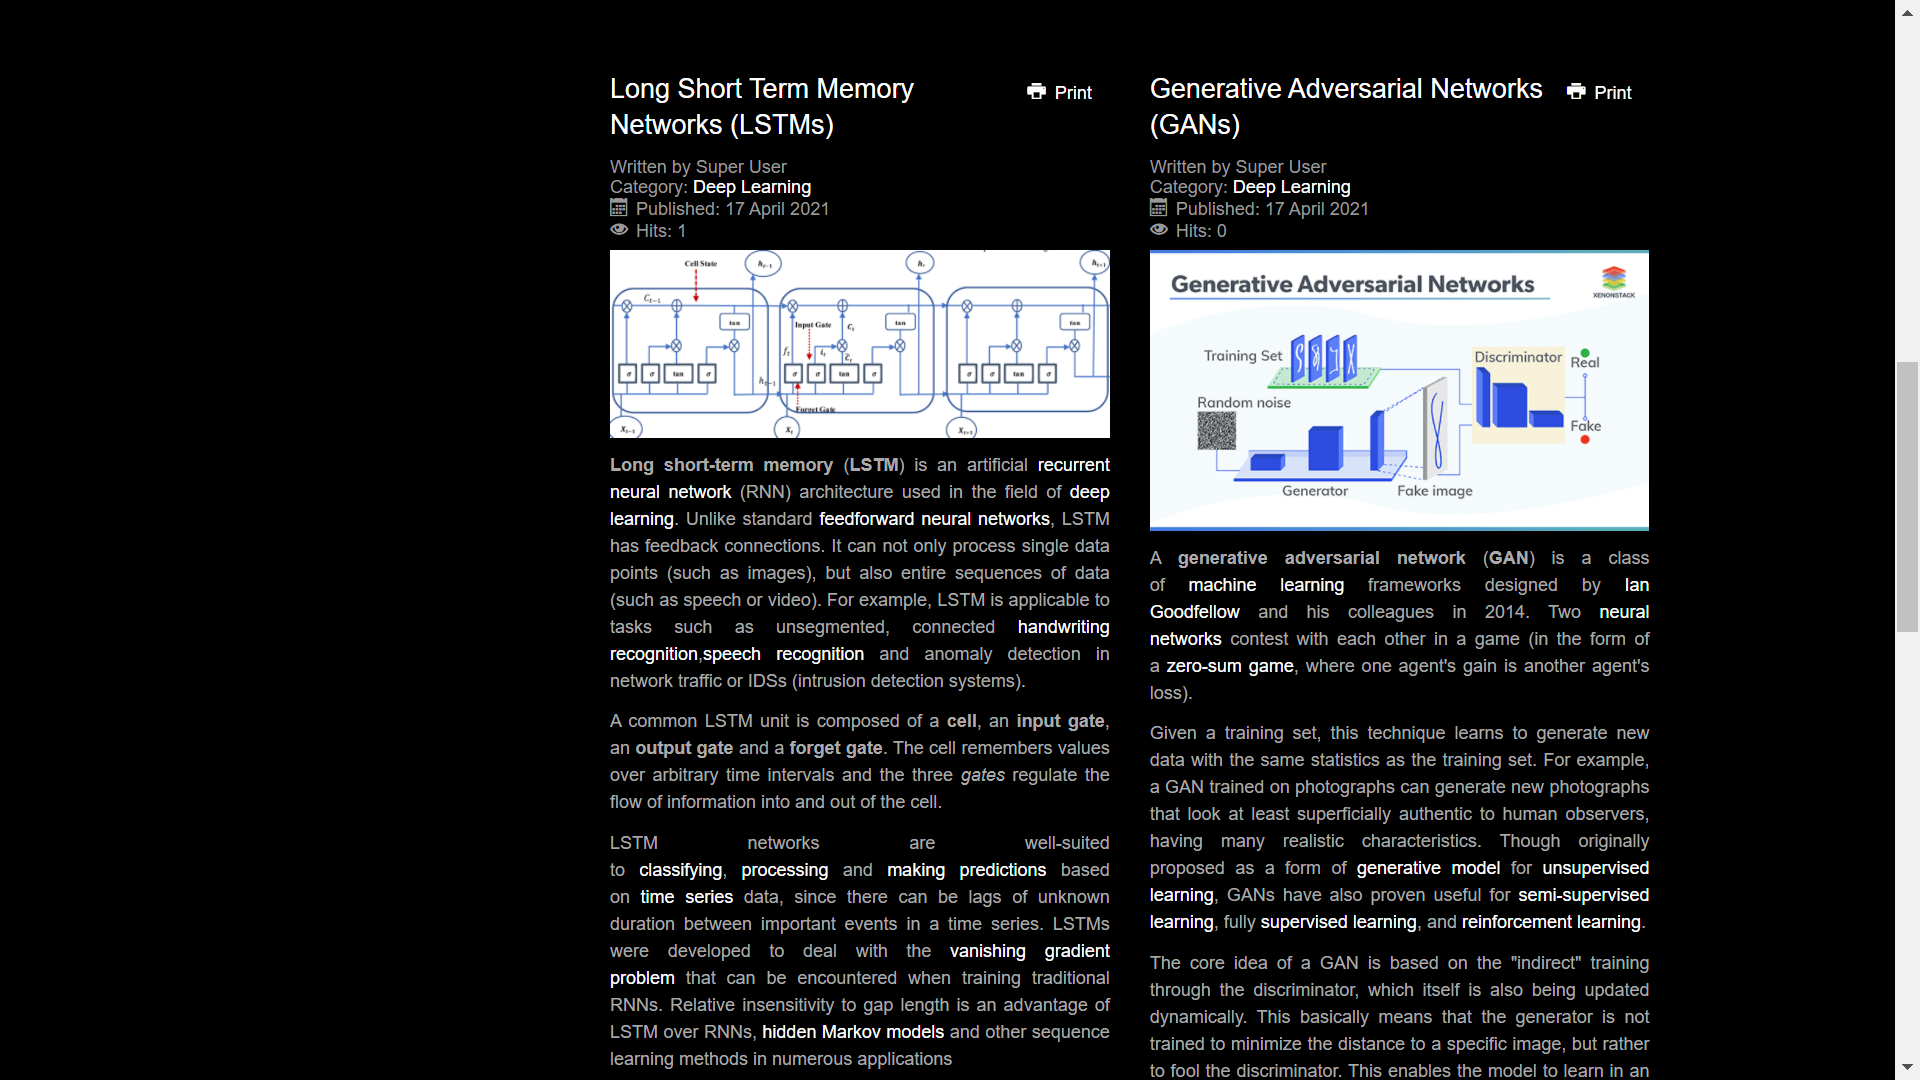 Long Short Term Memory
Networks (LSTMs)
Print
Written by Super User
Category: Deep Learning
Published: 17 April 2021
Hits: 1
Cell State
Input Gate
Forget Gate
Long short-term memory (LSTM) is an artificial recurrent
neural network (RNN) architecture used in the field of deep
learning. Unlike standard feedforward neural networks, LSTM
has feedback connections. It can not only process single data
points (such as images), but also entire sequences of data
(such as speech or video). For example, LSTM is applicable to
tasks such as unsegmented, connected handwriting
recognition,speech recognition and anomaly detection in
network traffic or IDSs (intrusion detection systems).
A common LSTM unit is composed of a cell, an input gate,
an output gate and a forget gate. The cell remembers values
over arbitrary time intervals and the three gates regulate the
flow of information into and out of the cell.
LSTM networks are well-suited
to classifying, processing and making predictions based
on time series data, since there can be lags of unknown
duration between important events in a time series. LSTMs
were developed to deal with the vanishing gradient
problem that can be encountered when training traditional
RNNs. Relative insensitivity to gap length is an advantage of
LSTM over RNNs, hidden Markov models and other sequence
learning methods in numerous applications
Generative Adversarial Networks
(GANs)
Print
Written by Super User
Category: Deep Learning
Published: 17 April 2021
Hits: 0
Generative Adversarial Networks
XENONSTACK
Training Set
Discriminator
Real
Random noise
Fake
Generator
Fake image
A generative adversarial network (GAN) is a class
of machine learning frameworks designed by Ian
Goodfellow and his colleagues in 2014. Two neural
networks contest with each other in a game (in the form of
a zero-sum game, where one agent's gain is another agent's
loss).
Given a training set, this technique learns to generate new
data with the same statistics as the training set. For example,
a GAN trained on photographs can generate new photographs
that look at least superficially authentic to human observers,
having many realistic characteristics. Though originally
proposed as a form of generative model for unsupervised
learning, GANs have also proven useful for semi-supervised
learning, fully supervised learning, and reinforcement learning.
The core idea of a GAN is based on the "indirect" training
through the discriminator, which itself is also being updated
dynamically. This basically means that the generator is not
trained to minimize the distance to a specific image, but rather
to fool the discriminator. This enables the model to learn in an